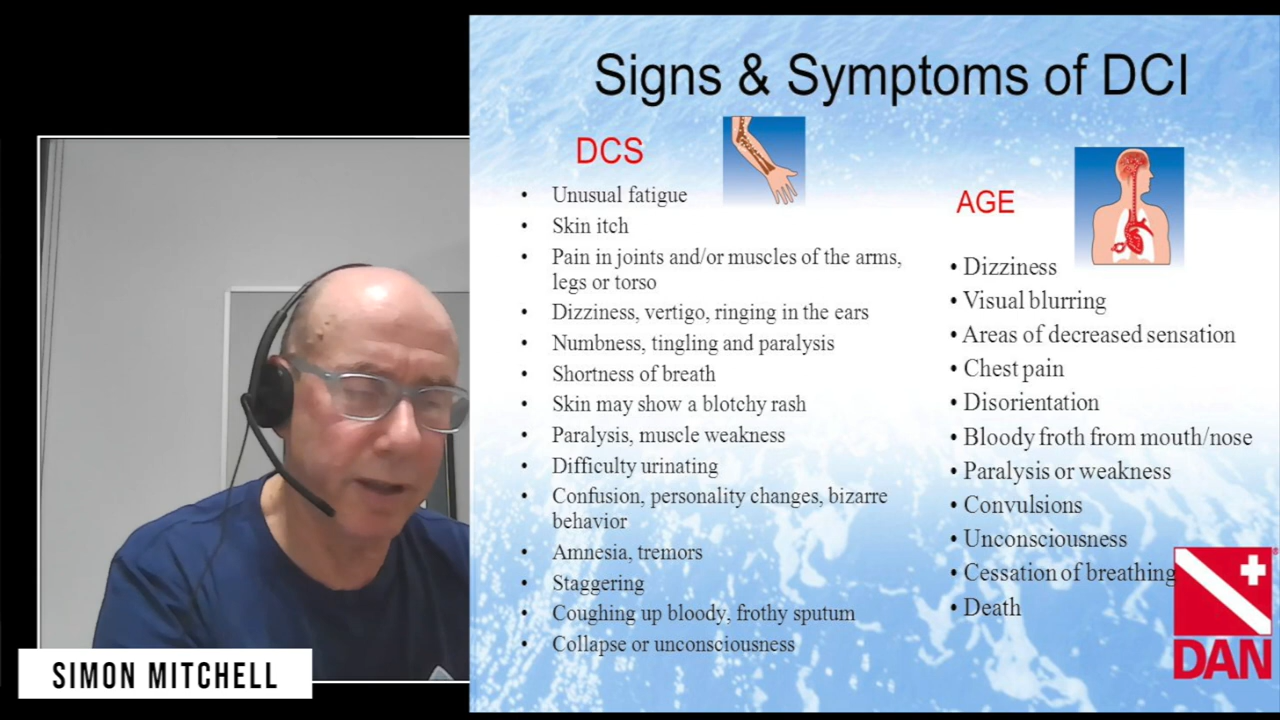 Signs & Symptoms of DCI
DCS
• Unusual fatigue
• Skin itch
• Pain in joints and/or muscles of the arms,
legs or torso
• Dizziness, vertigo, ringing in the ears
• Numbness, tingling and paralysis
• Shortness of breath
• Skin may show a blotchy rash
• Paralysis, muscle weakness
• Difficulty urinating
• Confusion, personality changes, bizarre
behavior
• Amnesia, tremors
• Staggering
• Coughing up bloody, frothy sputum
• Collapse or unconsciousness
AGE
• Dizziness
• Visual blurring
• Areas of decreased sensation
• Chest pain
• Disorientation
• Bloody froth from mouth/nose
• Paralysis or weakness
• Convulsions
• Unconsciousness
• Cessation of breathing
• Death
DAN
SIMON MITCHELL